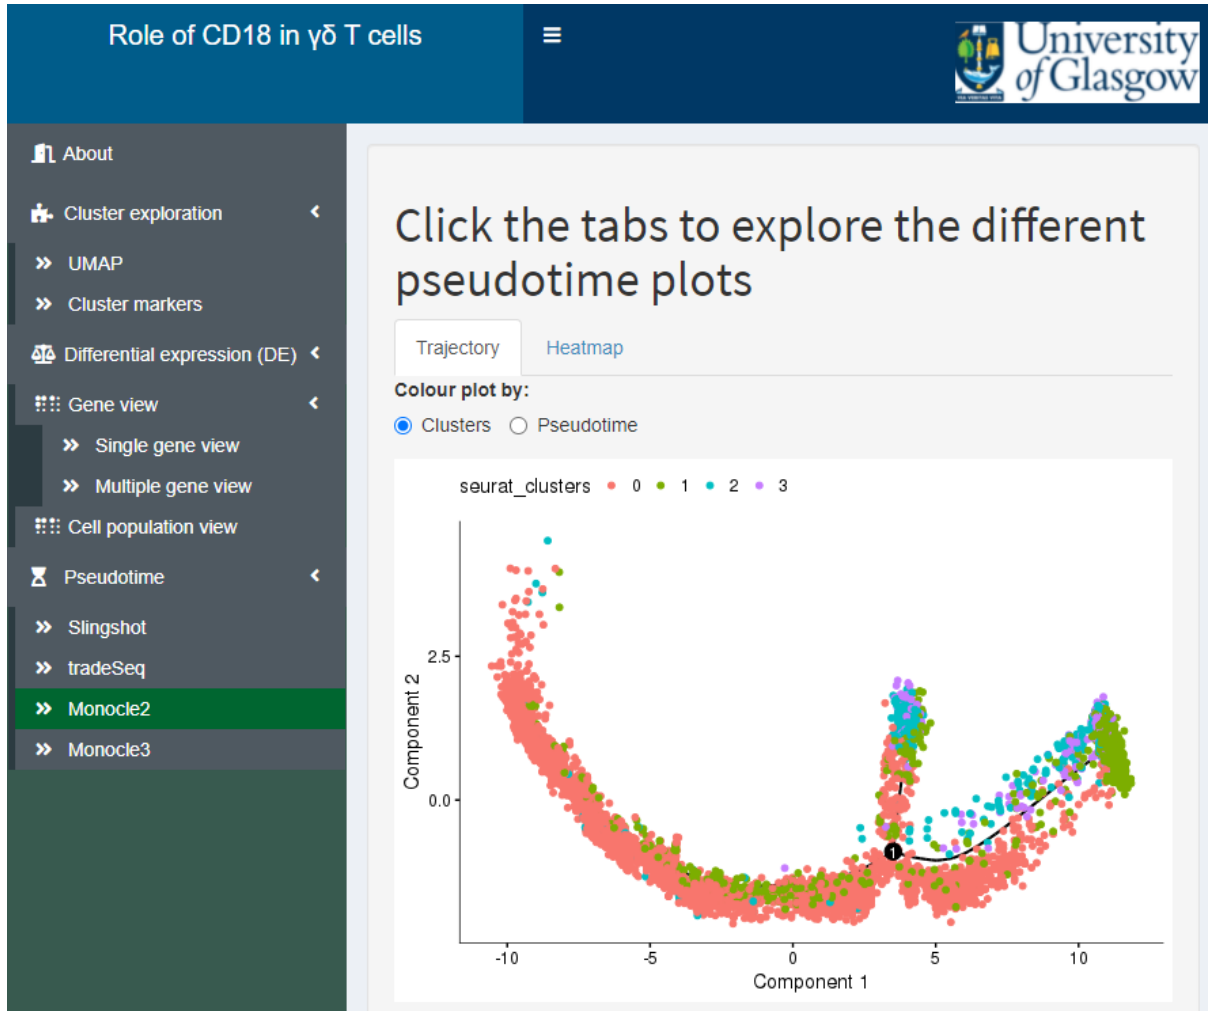 Role of CD18 in γδ T cells
University
of Glasgow
About
Cluster exploration
UMAP
Cluster markers
Differential expression (DE)
Gene view
Single gene view
Multiple gene view
Cell population view
Pseudotime
Slingshot
tradeSeq
Monocle2
Monocle3
Click the tabs to explore the different
pseudotime plots
Trajectory Heatmap
Colour plot by:
Clusters Pseudotime
seurat_clusters 0 1 2 3
2.5
0.0
Component 2
1
-10 -5 0 5 10
Component 1